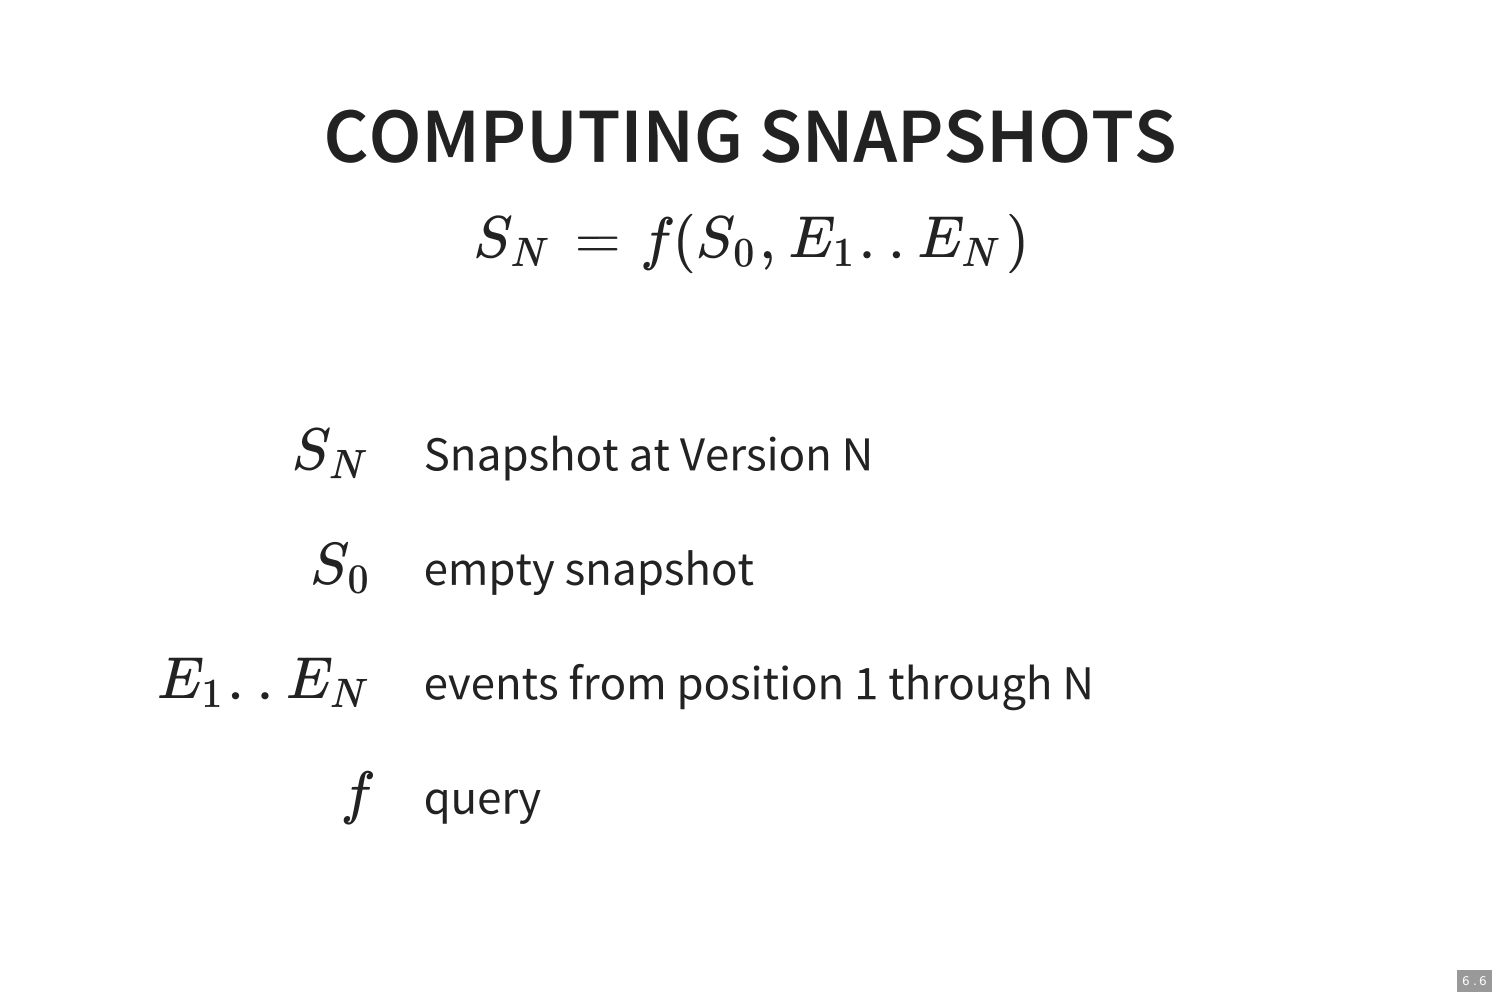 COMPUTING SNAPSHOTS
S_N = f(S_0, E_1 . . E_N)
S_N Snapshot at Version N
S_0 empty snapshot
E_1 . . E_N events from position 1 through N
f query
6.6